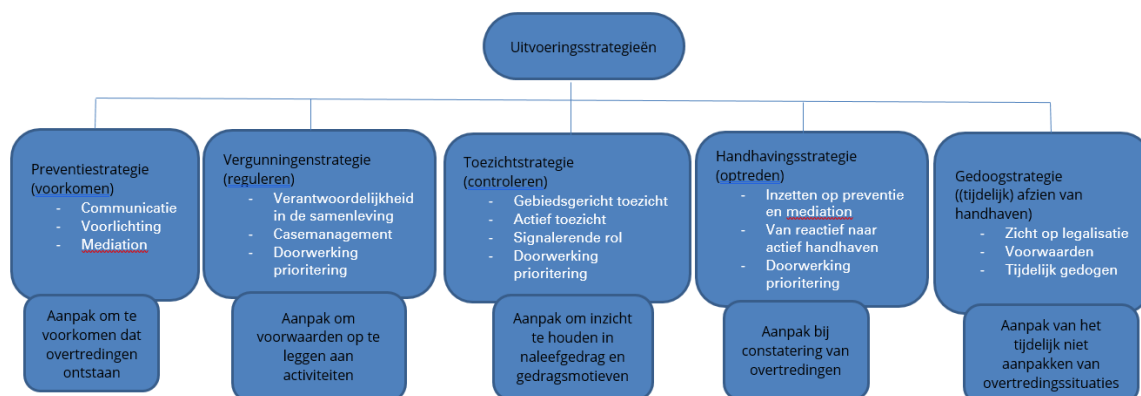 Uitvoeringsstrategieën
Preventiestrategie
(voorkomen)
- Communicatie
- Voorlichting
- Mediation
Aanpak om te
voorkomen dat
overtredingen
ontstaan
Vergunningenstrategie
(reguleren)
- Verantwoordelijkheid
in de samenleving
- Casemanagement
- Doorwerking
prioritering
Aanpak om
voorwaarden op te
leggen aan
activiteiten
Toezichtstrategie
(controleren)
- Gebiedsgericht toezicht
- Actief toezicht
- Signalerende rol
- Doorwerking
prioritering
Aanpak om inzicht
te houden in
naleefgedrag en
gedragsmotieven
Handhavingsstrategie
(optreden)
- Inzetten op preventie
en mediation
- Van reactief naar
actief handhaven
- Doorwerking
prioritering
Aanpak bij
constatering van
overtredingen
Gedoogstrategie
((tijdelijk) afzien van
handhaven)
- Zicht op legalisatie
- Voorwaarden
- Tijdelijk gedogen
Aanpak van het
tijdelijk niet
aanpakken van
overtredingssituaties